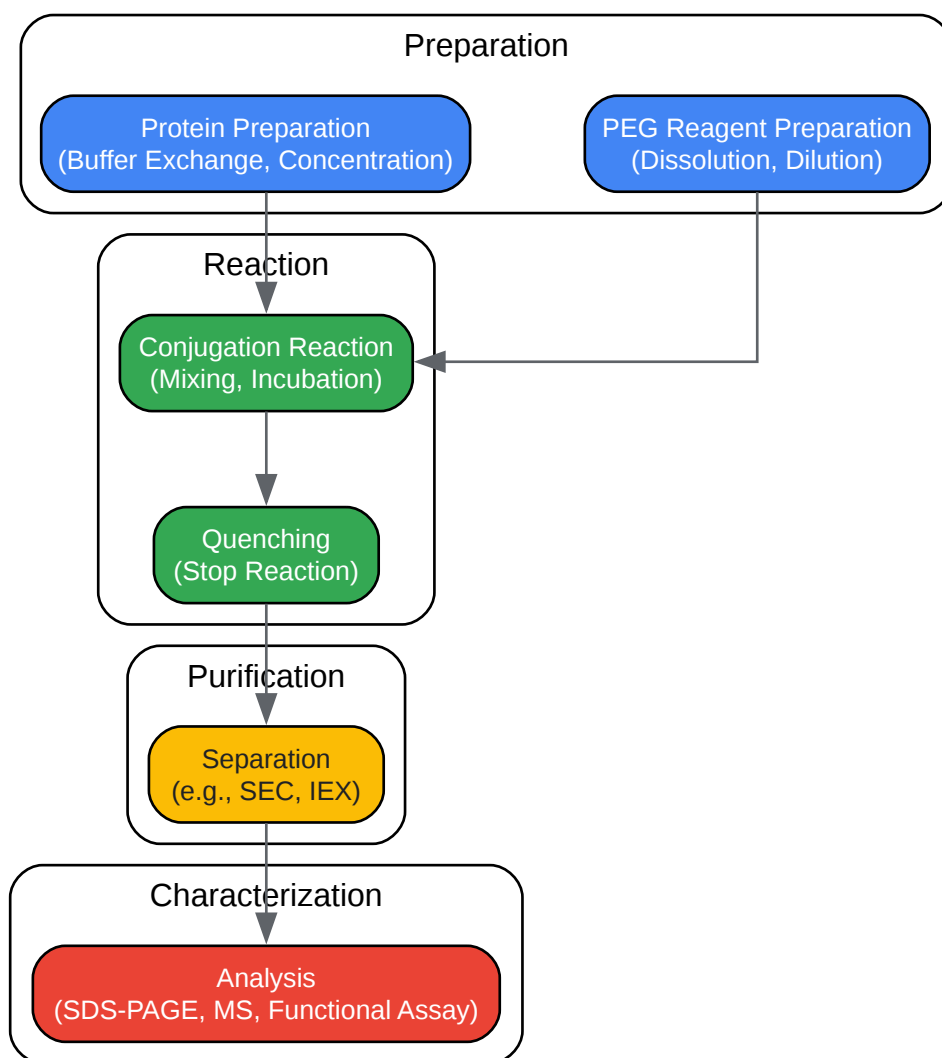 Preparation
Protein Preparation
(Buffer Exchange, Concentration)
PEG Reagent Preparation
(Dissolution, Dilution)
Reaction
Conjugation Reaction
(Mixing, Incubation)
Quenching
(Stop Reaction)
Purification
Separation
(e.g., SEC, IEX)
Characterization
Analysis
(SDS-PAGE, MS, Functional Assay)